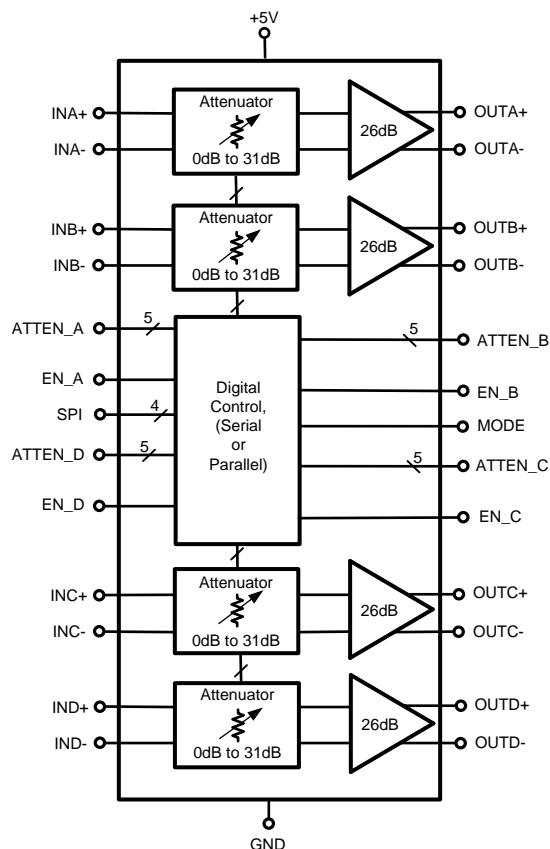 +5V
INA+
Attenuator
26dB
OUTA+
INA-
0dB to 31dB
OUTA-
INB+
Attenuator
26dB
OUTB+
INB-
0dB to 31dB
OUTB-
ATTEN_A
5
5
ATTEN_B
EN_A
Digital
Control,
(Serial
or
Parallel)
EN_B
SPI
4
MODE
ATTEN_D
5
5
ATTEN_C
EN_D
EN_C
INC+
Attenuator
26dB
OUTC+
INC-
0dB to 31dB
OUTC-
IND+
Attenuator
26dB
OUTD+
IND-
0dB to 31dB
OUTD-
GND